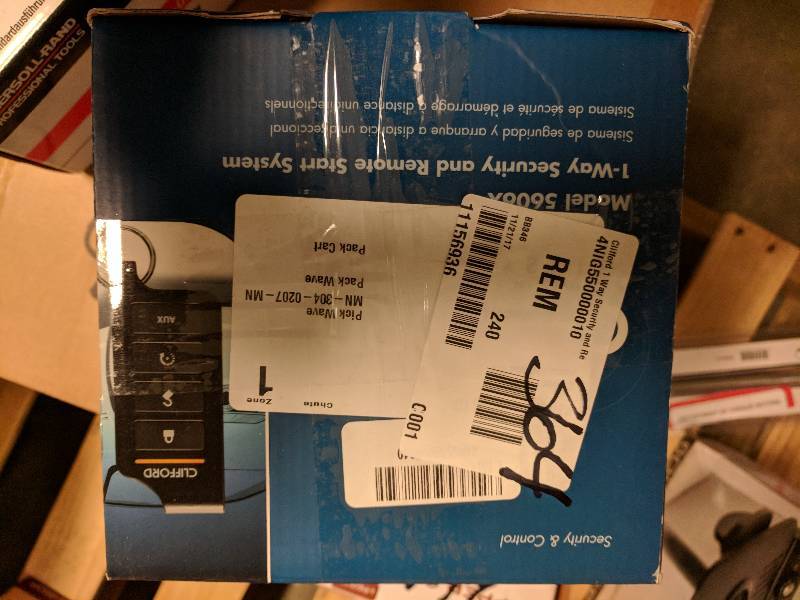 Security & Control
CLIFFORD
AUX
Model 5606x
1-Way Security and Remote Start System
Sistema de seguridad y arranque a distancia unidireccional
Sistema de sécurité et démarrage à distance unidirectionnels
Zone
1
Chute
Pick Wave
MN-304-0207-MN
Pack Wave
Pack Cart
Clifford 1 Way Security and Re
4NIG550000010
BB346
11/21/17
11156936
REM
240
C001
364
INGERSOLL-RAND
PROFESSIONAL TOOLS